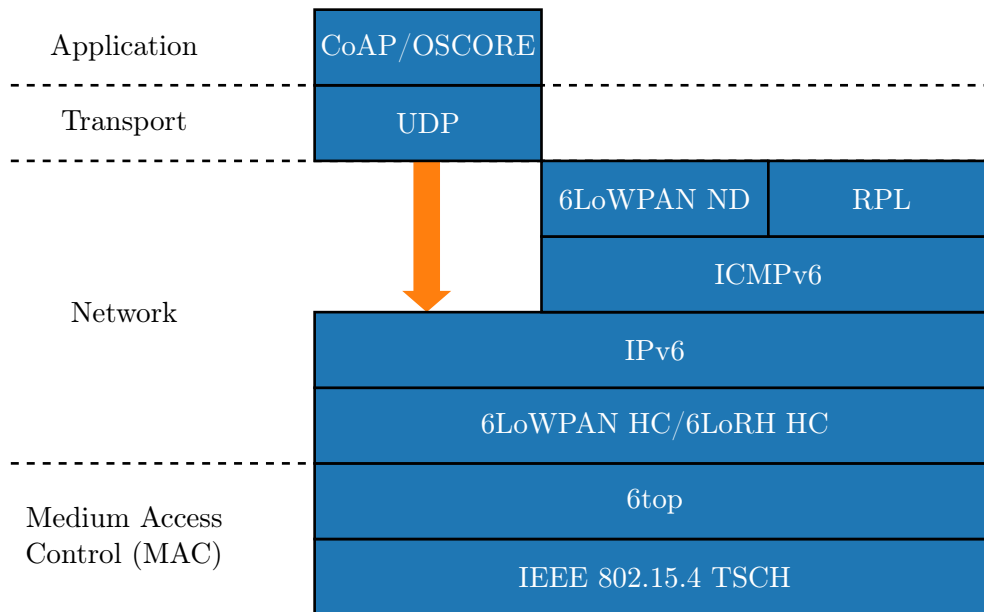 Application
CoAP/OSCORE
Transport
UDP
6LoWPAN ND
RPL
ICMPv6
Network
IPv6
6LoWPAN HC/6LoRH HC
Medium Access
Control (MAC)
6top
IEEE 802.15.4 TSCH